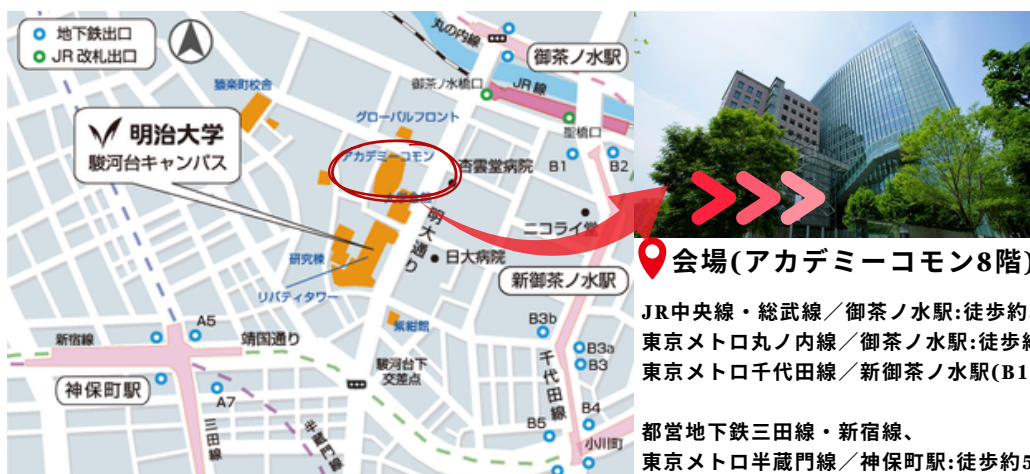 地下鉄出口
JR改札出口
丸の内線
御茶ノ水駅
御茶ノ水橋口
JR線
猿楽町校舎
グローバルフロント
聖橋口
明治大学
駿河台キャンパス
アカデミーコモン
杏雲堂病院
B1
B2
ニコライ堂
明大通り
日大病院
研究棟
新御茶ノ水駅
リバティタワー
紫紺館
B3b
A5
新宿線
靖国通り
B3a
B3
駿河台下
交差点
千代田線
神保町駅
A7
B4
B5
三田線
半蔵門線
小川町
会場(アカデミーコモン8階)
JR中央線・総武線／御茶ノ水駅:徒歩約
東京メトロ丸ノ内線／御茶ノ水駅:徒歩
東京メトロ千代田線／新御茶ノ水駅(B1
都営地下鉄三田線・新宿線、
東京メトロ半蔵門線／神保町駅:徒歩約5